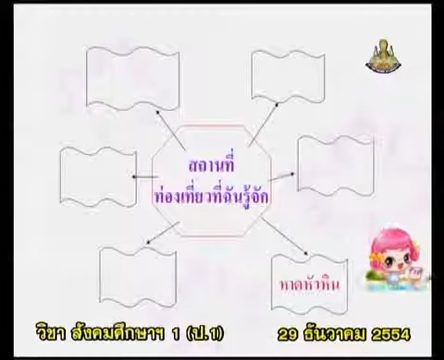 สถานที่
ท่องเที่ยวที่ฉันรู้จัก
หาดหัวหิน
วิชา สังคมศึกษาฯ 1 (ป.1)
29 ธันวาคม 2554